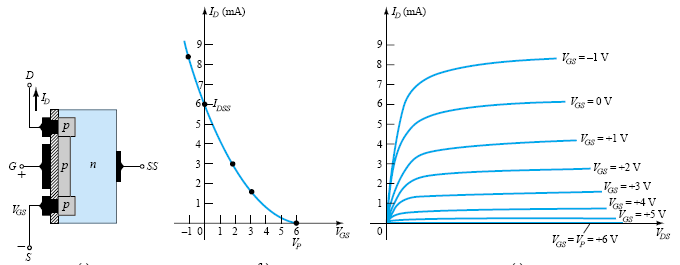 D
I_D
p
G
+
p
n
SS
V_GS
p
–
S
I_D (mA)
9
8
7
6
I_DSS
5
4
3
2
1
–1 0 1 2 3 4 5 6
V_P
V_GS
I_D (mA)
9
8
7
6
5
4
3
2
1
0
V_GS = –1 V
V_GS = 0 V
V_GS = +1 V
V_GS = +2 V
V_GS = +3 V
V_GS = +4 V
V_GS = +5 V
V_GS = V_P = +6 V
V_DS